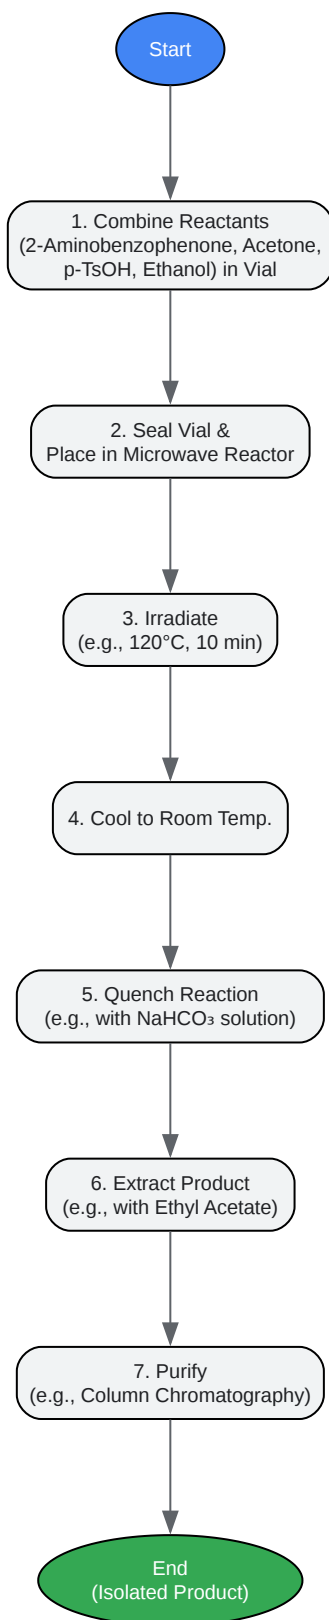 Start
1. Combine Reactants
(2-Aminobenzophenone, Acetone,
p-TsOH, Ethanol) in Vial
2. Seal Vial &
Place in Microwave Reactor
3. Irradiate
(e.g., 120°C, 10 min)
4. Cool to Room Temp.
5. Quench Reaction
(e.g., with NaHCO₃ solution)
6. Extract Product
(e.g., with Ethyl Acetate)
7. Purify
(e.g., Column Chromatography)
End
(Isolated Product)